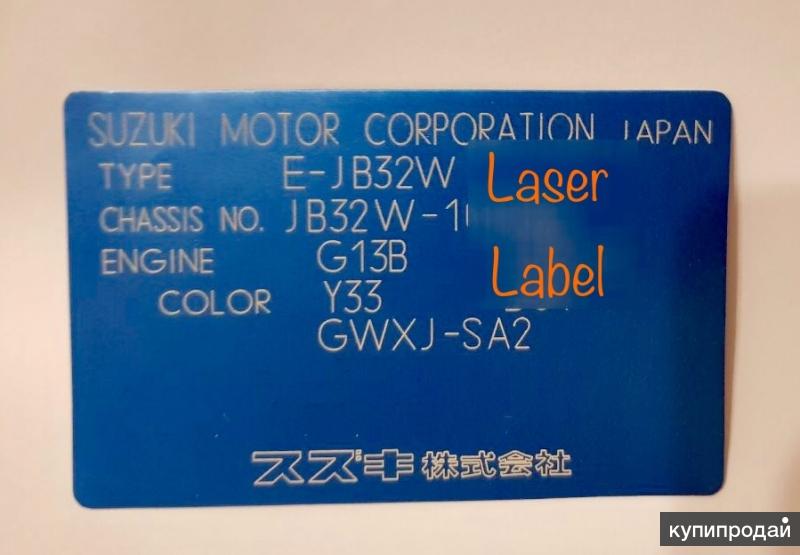 SUZUKI MOTOR CORPORATION JAPAN
TYPE E-JB32W
Laser
CHASSIS NO. JB32W-1
ENGINE G13B
Label
COLOR Y33
GWXJ-SA2
スズキ株式会社
купипродай